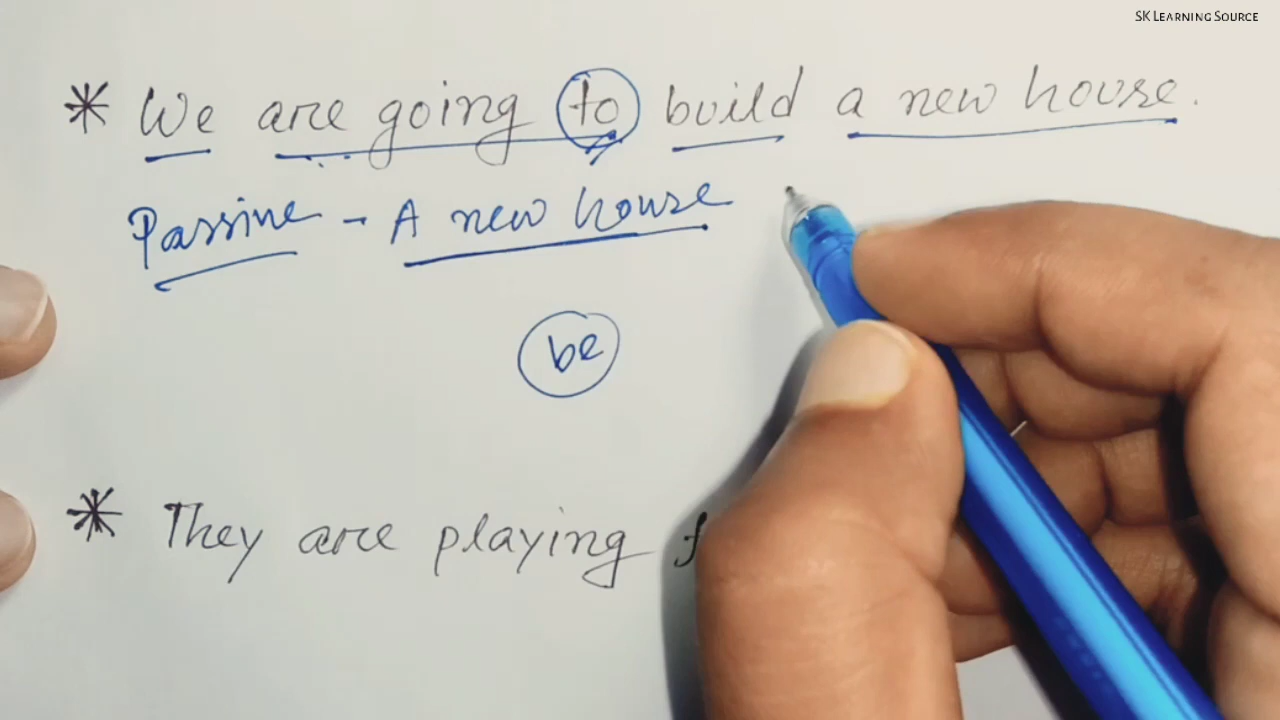 SK LEARNING SOURCE
* We are going to build a new house.
Passive - A new house
be
* They are playing f